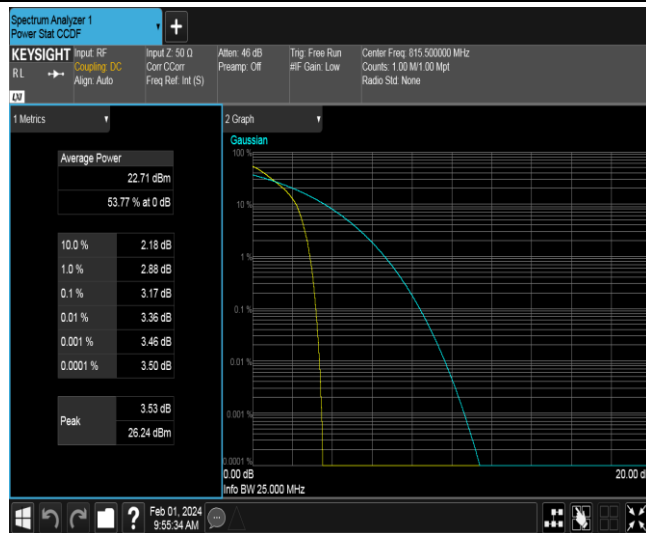 Spectrum Analyzer 1
Power Stat CCDF
KEYSIGHT
RL
Input: RF
Coupling: DC
Align: Auto
Input Z: 50 Ω
Corr CCorr
Freq Ref: Int (S)
Atten: 46 dB
Preamp: Off
Trig: Free Run
#IF Gain: Low
Center Freq: 815.500000 MHz
Counts: 1.00 M/1.00 Mpt
Radio Std: None
1 Metrics
Average Power
22.71 dBm
53.77 % at 0 dB
10.0 % 2.18 dB
1.0 % 2.88 dB
0.1 % 3.17 dB
0.01 % 3.36 dB
0.001 % 3.46 dB
0.0001 % 3.50 dB
Peak
3.53 dB
26.24 dBm
2 Graph
Gaussian
100 %
10 %
1 %
0.1 %
0.01 %
0.001 %
0.0001 %
0.00 dB
20.00 d
Info BW 25.000 MHz
Feb 01, 2024
9:55:34 AM